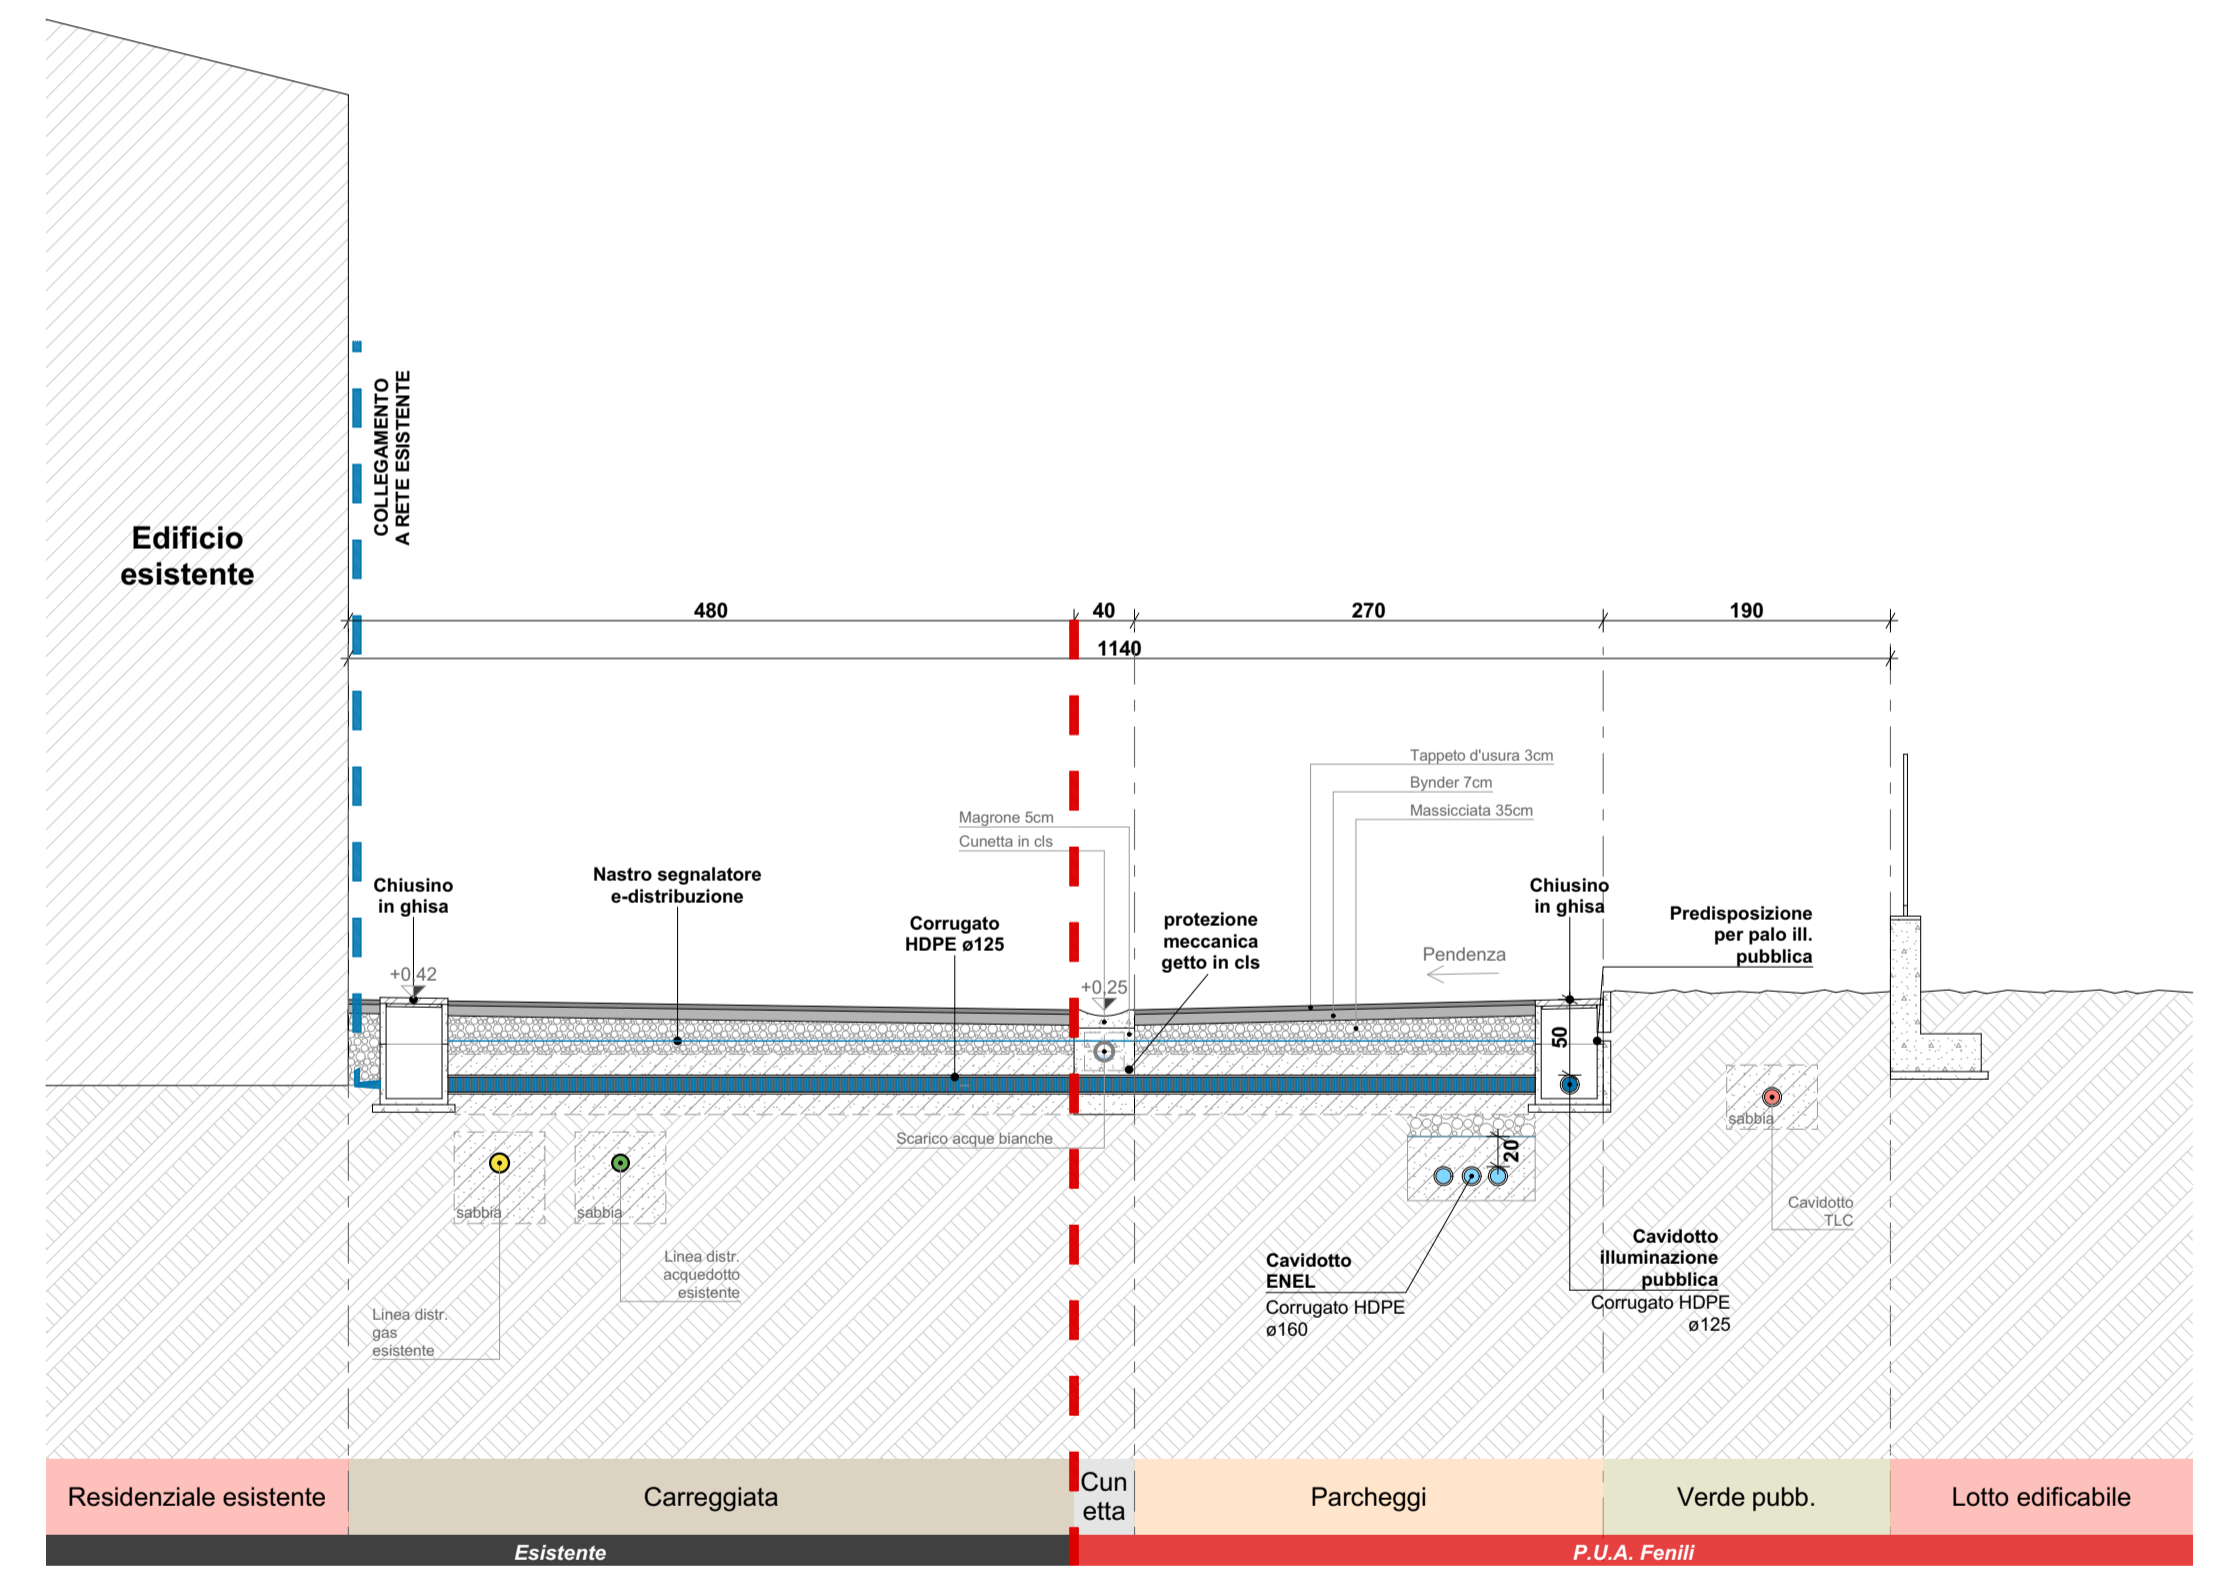 Edificio
esistente
COLLEGAMENTO
A RETE ESISTENTE
480
40
270
190
1140
Tappeto d'usura 3cm
Bynder 7cm
Massicciata 35cm
Magrone 5cm
Cunetta in cls
Chiusino
in ghisa
Nastro segnalatore
e-distribuzione
Corrugato
HDPE ø125
protezione
meccanica
getto in cls
Pendenza
Chiusino
in ghisa
Predisposizione
per palo ill.
pubblica
+0,42
+0,25
50
Scarico acque bianche
20
sabbia
sabbia
sabbia
Cavidotto
TLC
Linea distr.
acquedotto
esistente
Linea distr.
gas
esistente
Cavidotto
ENEL
Corrugato HDPE
ø160
Cavidotto
illuminazione
pubblica
Corrugato HDPE
ø125
Residenziale esistente
Carreggiata
Cun
etta
Parcheggi
Verde pubb.
Lotto edificabile
Esistente
P.U.A. Fenili